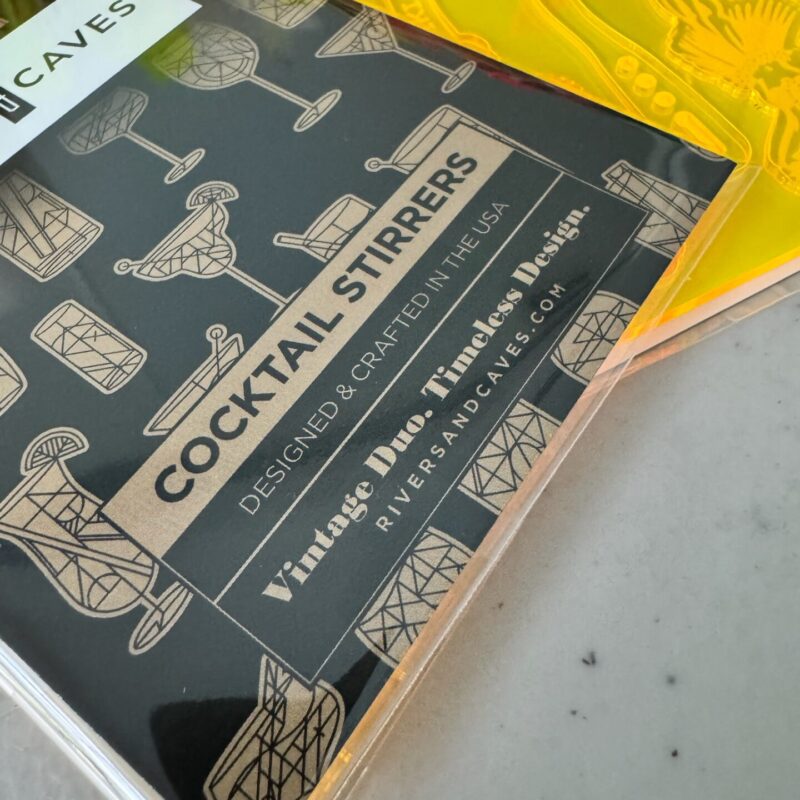 CAVES
COCKTAIL STIRRERS
DESIGNED & CRAFTED IN THE USA
Vintage Duo. Timeless Design.
RIVERSANDCAVES.COM